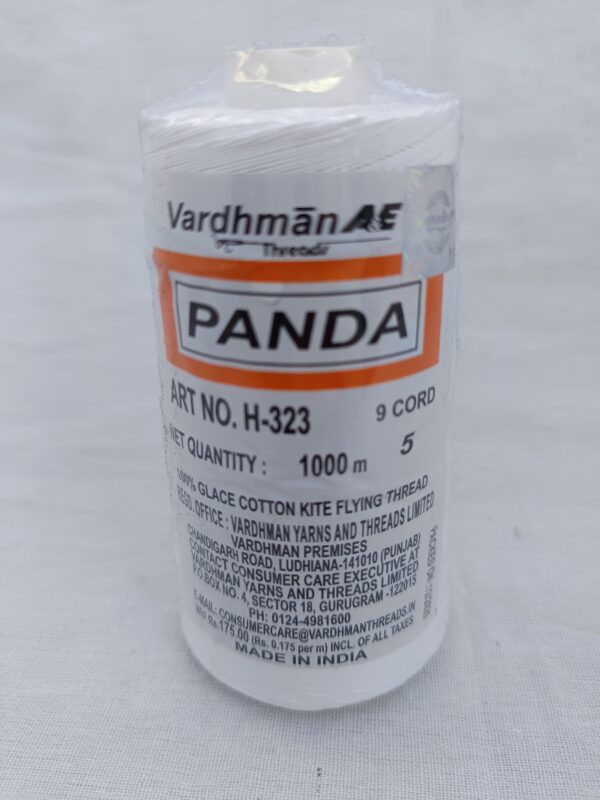 Vardhmān A&E
Threads
PANDA
ART NO. H-323 9 CORD
NET QUANTITY : 1000 m 5
100% GLACE COTTON KITE FLYING THREAD
REGD. OFFICE : VARDHMAN YARNS AND THREADS LIMITED
VARDHMAN PREMISES
CHANDIGARH ROAD, LUDHIANA-141010 (PUNJAB)
CONTACT CONSUMER CARE EXECUTIVE AT
VARDHMAN YARNS AND THREADS LIMITED
P.O.BOX NO. 4, SECTOR 18, GURUGRAM -122015
PH: 0124-4981600
E-MAIL: CONSUMERCARE@VARDHMANTHREADS.IN
MRP Rs.175.00 (Rs. 0.175 per m) INCL. OF ALL TAXES
MADE IN INDIA
PACKED ON